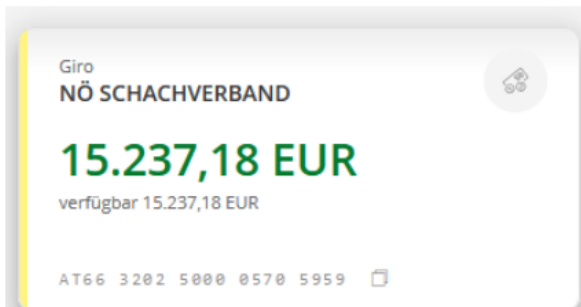 Giro
NÖ SCHACHVERBAND
15.237,18 EUR
verfügbar 15.237,18 EUR
AT66 3202 5000 0570 5959